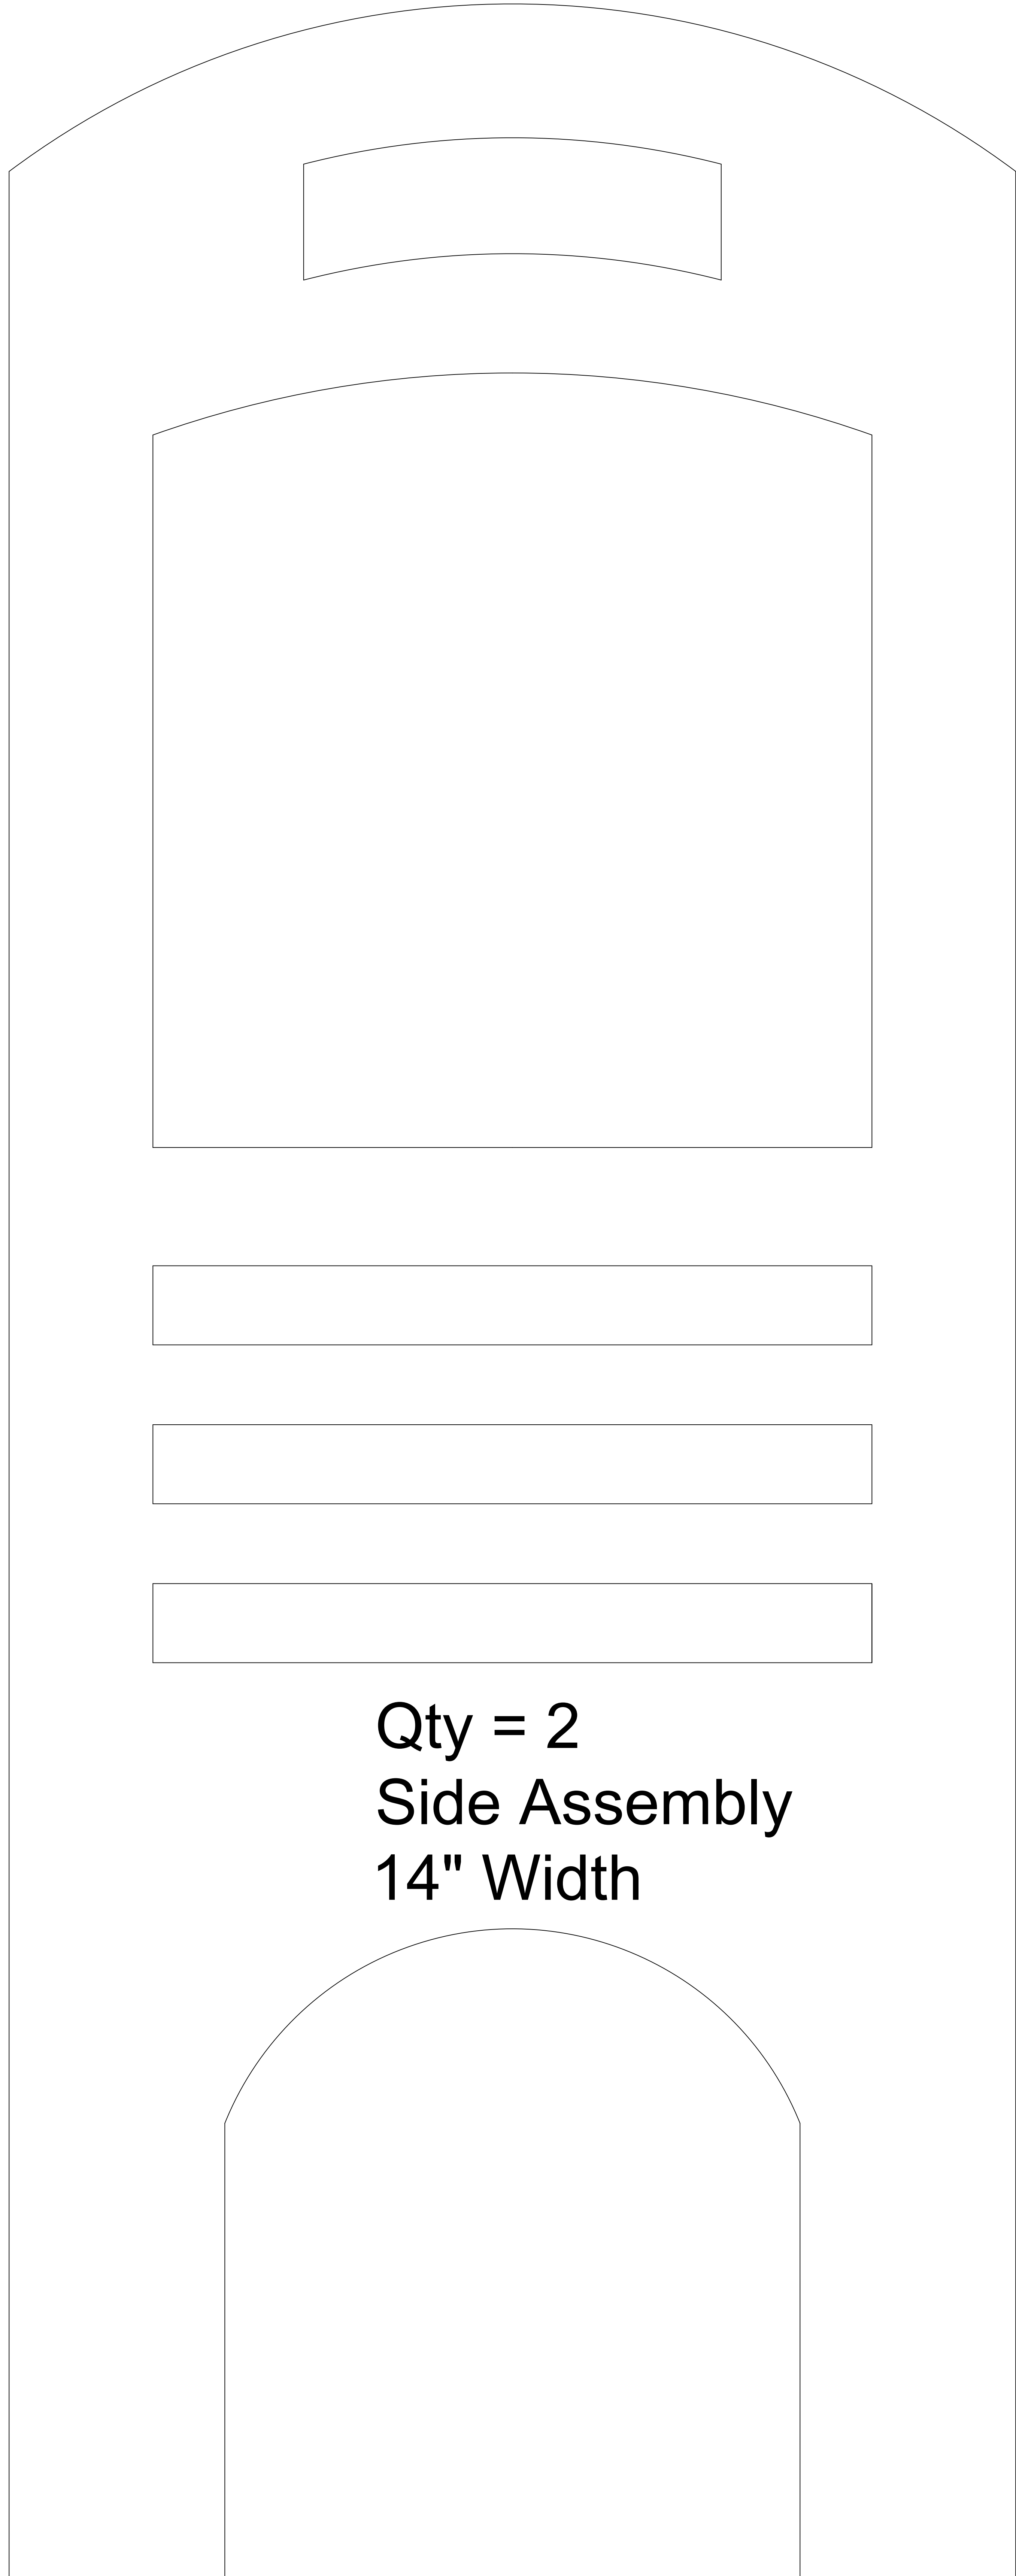 Qty = 2
Side Assembly
14" Width